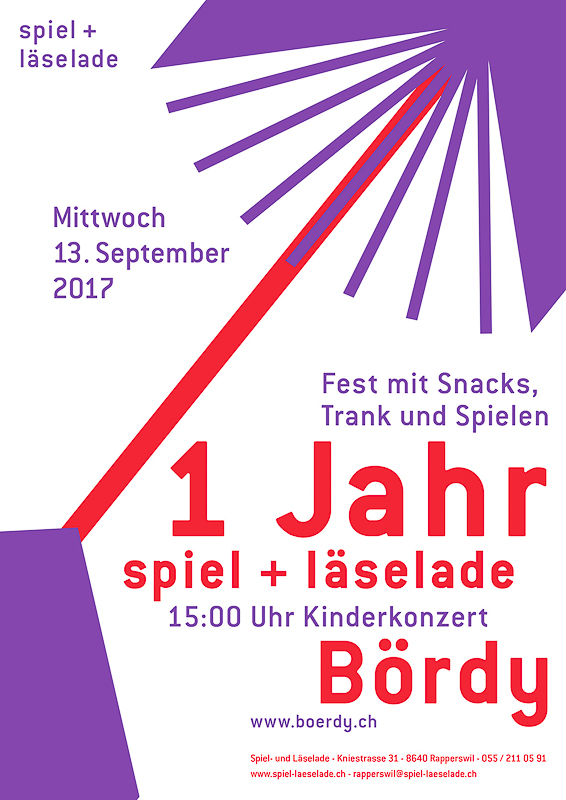 spiel +
läselade
Mittwoch
13. September
2017
Fest mit Snacks,
Trank und Spielen
1 Jahr
spiel + läselade
15:00 Uhr Kinderkonzert
Bördy
www.boerdy.ch
Spiel- und Läselade - Kniestrasse 31 - 8640 Rapperswil - 055 / 211 05 91
www.spiel-laeselade.ch - rapperswil@spiel-laeselade.ch